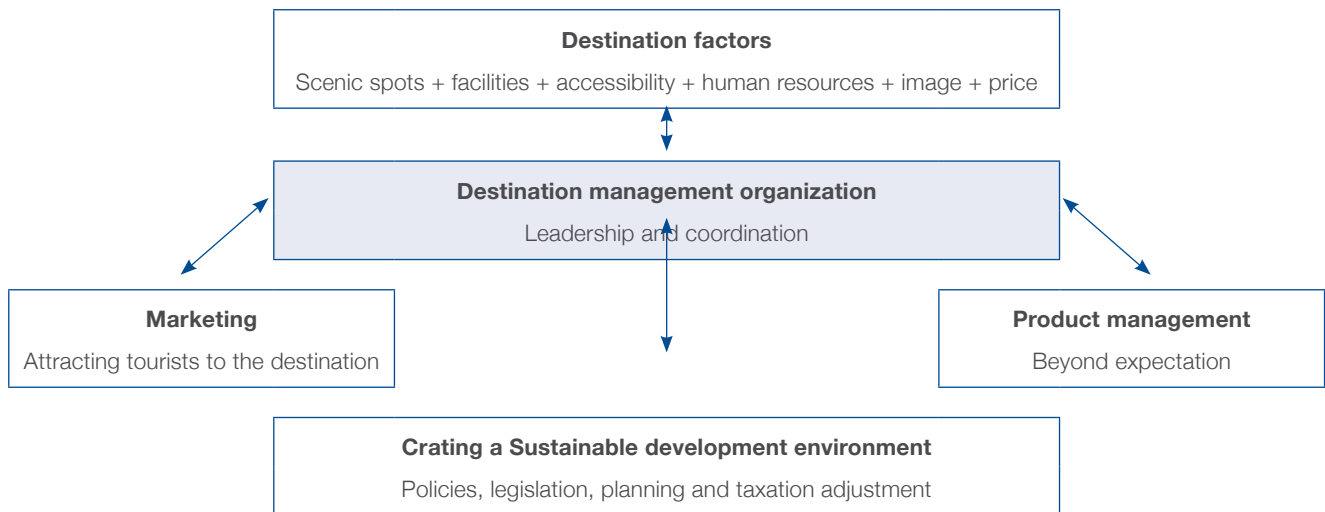 Destination factors
Scenic spots + facilities + accessibility + human resources + image + price
Destination management organization
Leadership and coordination
Marketing
Attracting tourists to the destination
Product management
Beyond expectation
Crating a Sustainable development environment
Policies, legislation, planning and taxation adjustment